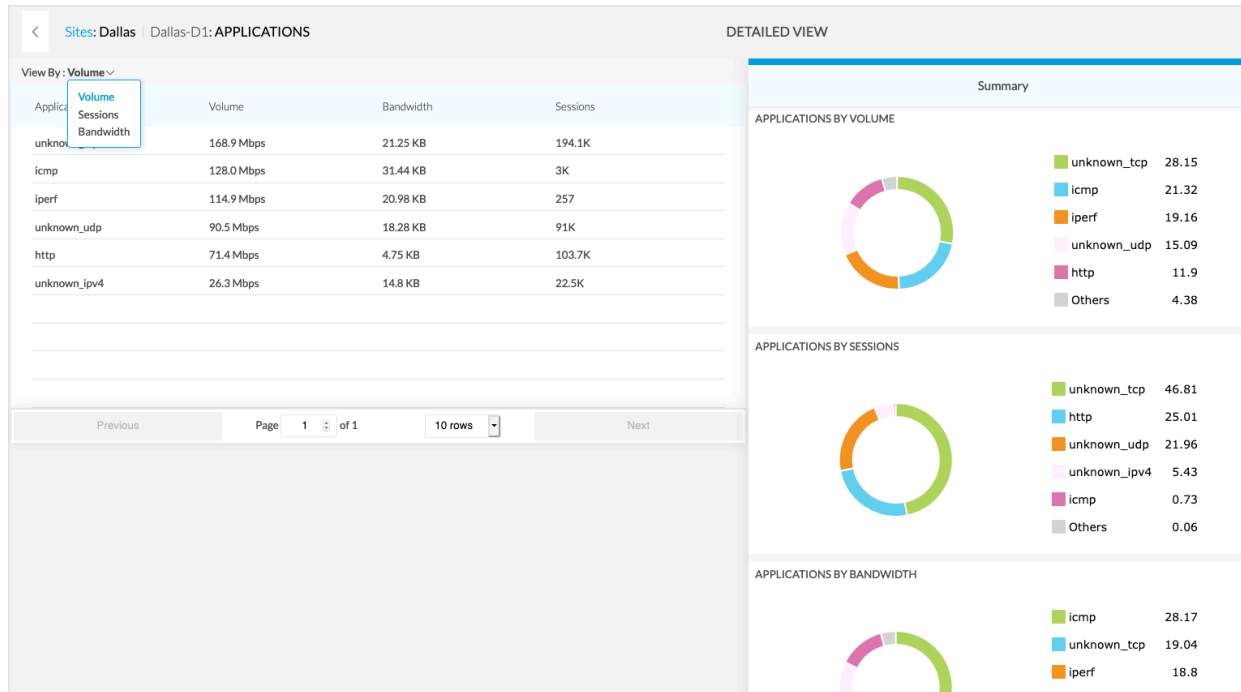 Sites: Dallas | Dallas-D1: APPLICATIONS
DETAILED VIEW
View By : Volume
Volume
Sessions
Bandwidth
Volume Bandwidth Sessions
168.9 Mbps 21.25 KB 194.1K
icmp 128.0 Mbps 31.44 KB 3K
iperf 114.9 Mbps 20.98 KB 257
unknown_udp 90.5 Mbps 18.28 KB 91K
http 71.4 Mbps 4.75 KB 103.7K
unknown_ipv4 26.3 Mbps 14.8 KB 22.5K
Previous Page 1 of 1 10 rows Next
Summary
APPLICATIONS BY VOLUME
unknown_tcp 28.15
icmp 21.32
iperf 19.16
unknown_udp 15.09
http 11.9
Others 4.38
APPLICATIONS BY SESSIONS
unknown_tcp 46.81
http 25.01
unknown_udp 21.96
unknown_ipv4 5.43
icmp 0.73
Others 0.06
APPLICATIONS BY BANDWIDTH
icmp 28.17
unknown_tcp 19.04
iperf 18.8